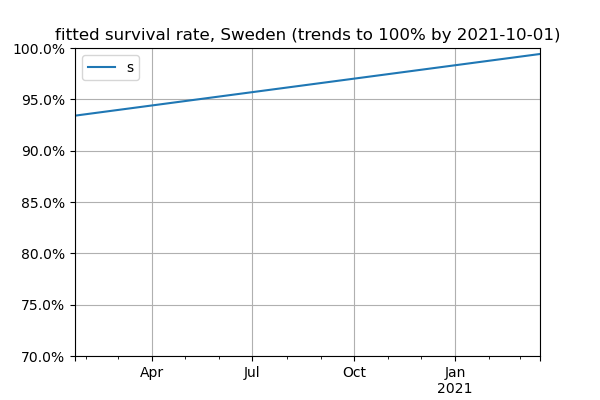 fitted survival rate, Sweden (trends to 100% by 2021-10-01)
100.0%
s
95.0%
90.0%
85.0%
80.0%
75.0%
70.0%
Apr
Jul
Oct
Jan
2021